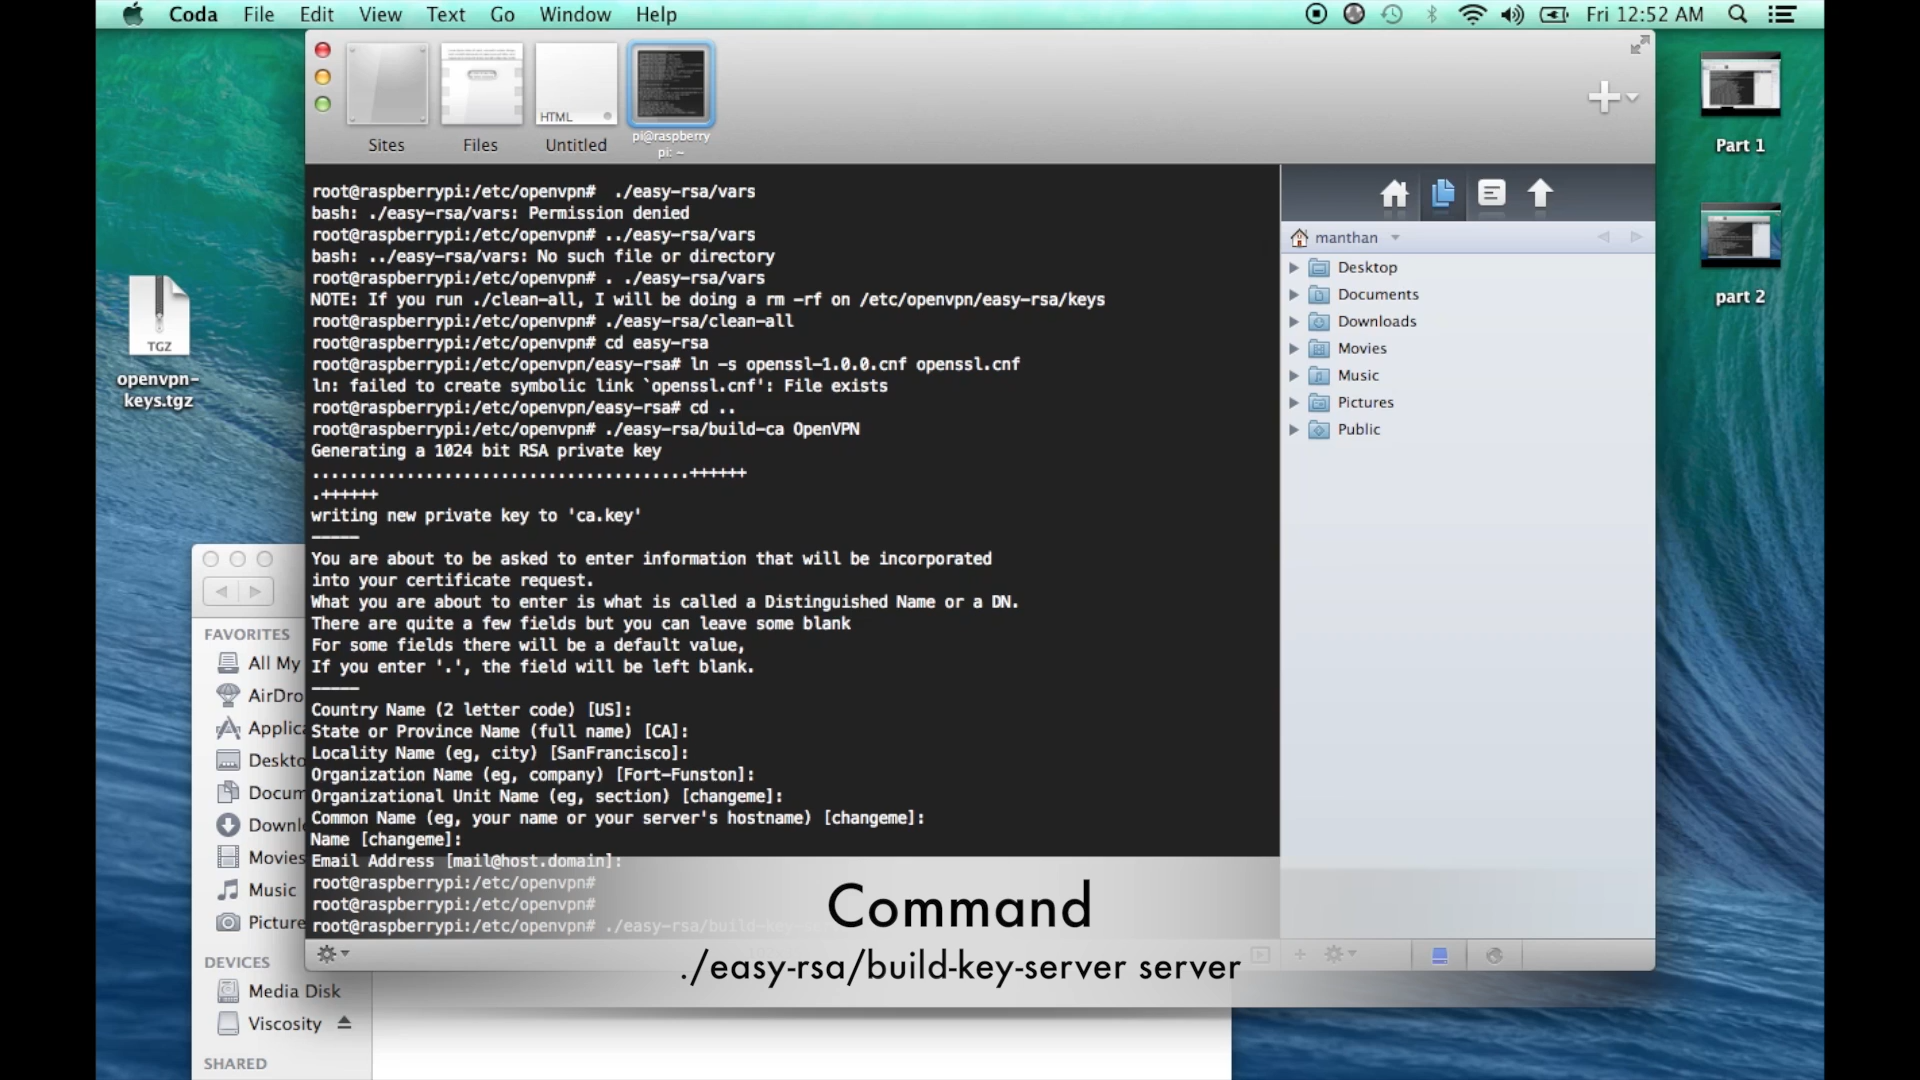 Coda File Edit View Text Go Window Help
Fri 12:52 AM
HTML
Sites
Files
Untitled
pi@raspberry
pi: ~
root@raspberrypi:/etc/openvpn#  ./easy-rsa/vars
bash: ./easy-rsa/vars: Permission denied
root@raspberrypi:/etc/openvpn# ../easy-rsa/vars
bash: ../easy-rsa/vars: No such file or directory
root@raspberrypi:/etc/openvpn# . ./easy-rsa/vars
NOTE: If you run ./clean-all, I will be doing a rm -rf on /etc/openvpn/easy-rsa/keys
root@raspberrypi:/etc/openvpn# ./easy-rsa/clean-all
root@raspberrypi:/etc/openvpn# cd easy-rsa
root@raspberrypi:/etc/openvpn/easy-rsa# ln -s openssl-1.0.0.cnf openssl.cnf
ln: failed to create symbolic link `openssl.cnf': File exists
root@raspberrypi:/etc/openvpn/easy-rsa# cd ..
root@raspberrypi:/etc/openvpn# ./easy-rsa/build-ca OpenVPN
Generating a 1024 bit RSA private key
........................................++++++
.++++++
writing new private key to 'ca.key'
-----
You are about to be asked to enter information that will be incorporated
into your certificate request.
What you are about to enter is what is called a Distinguished Name or a DN.
There are quite a few fields but you can leave some blank
For some fields there will be a default value,
If you enter '.', the field will be left blank.
-----
Country Name (2 letter code) [US]:
State or Province Name (full name) [CA]:
Locality Name (eg, city) [SanFrancisco]:
Organization Name (eg, company) [Fort-Funston]:
Organizational Unit Name (eg, section) [changeme]:
Common Name (eg, your name or your server's hostname) [changeme]:
Name [changeme]:
Email Address [mail@host.domain]:
root@raspberrypi:/etc/openvpn#
root@raspberrypi:/etc/openvpn#
root@raspberrypi:/etc/openvpn# ./easy-rsa/build-key-
manthan
Desktop
Documents
Downloads
Movies
Music
Pictures
Public
Part 1
part 2
TGZ
openvpn-
keys.tgz
FAVORITES
All My
AirDro
Applica
Deskto
Docum
Downl
Movies
Music
Picture
DEVICES
Media Disk
Viscosity
SHARED
Command
./easy-rsa/build-key-server server